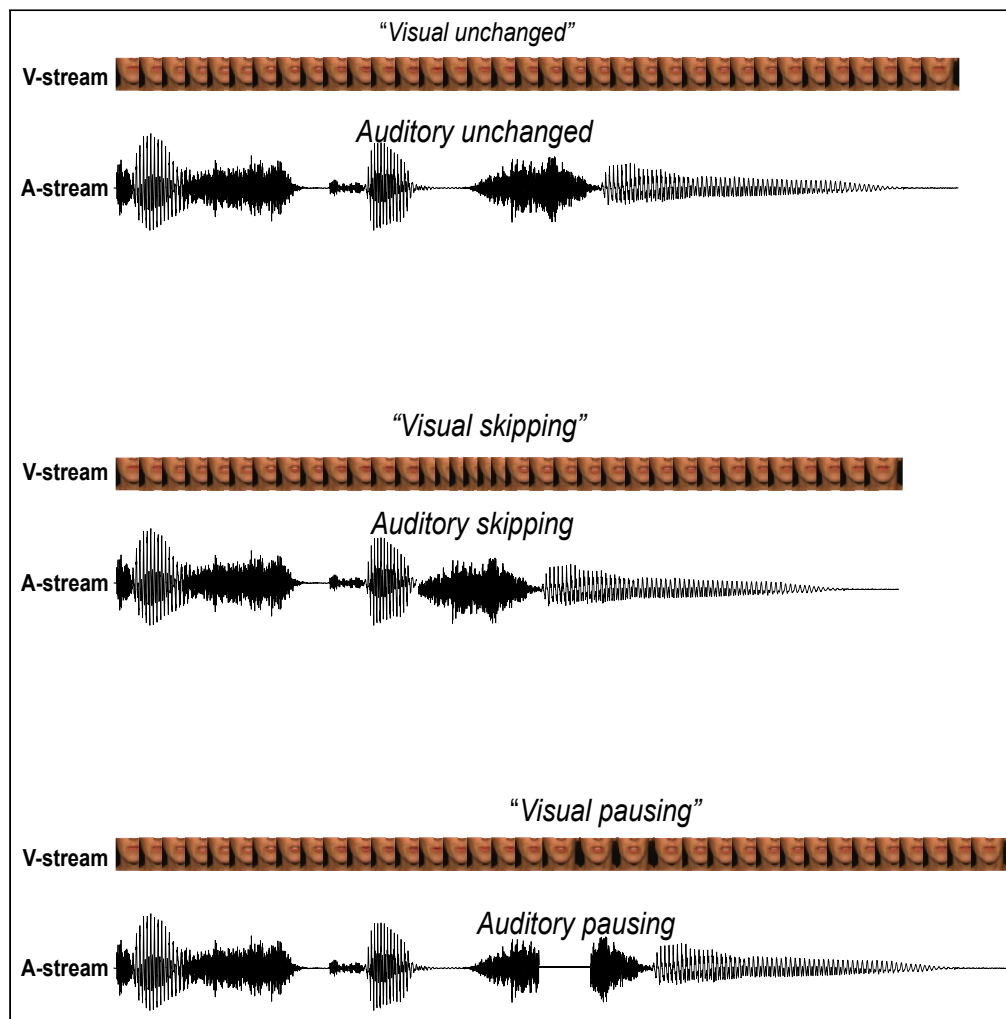 “Visual unchanged”
V-stream
Auditory unchanged
A-stream
“Visual skipping”
V-stream
Auditory skipping
A-stream
“Visual pausing”
V-stream
Auditory pausing
A-stream